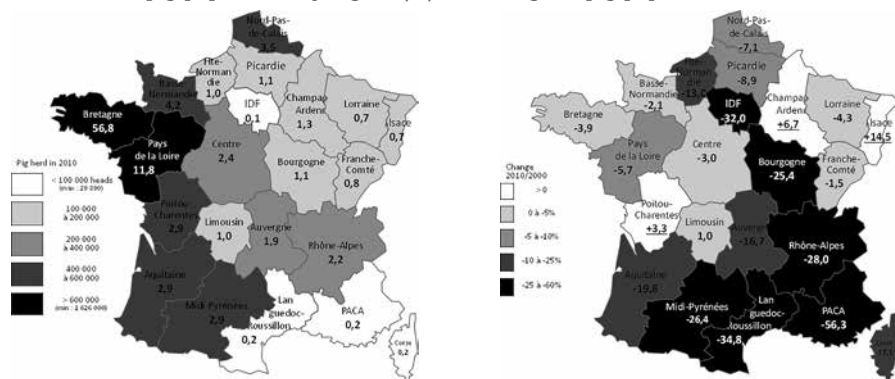 Nord-Pas-
de-Calais
3,5
Hte-
Norman
die
1,0
Picardie
1,1
Basse-
Normandie
4,2
IDF
0,1
Champag
Ardenn
1,3
Lorraine
0,7
Alsace
0,7
Bretagne
56,8
Pays
de la Loire
11,8
Centre
2,4
Bourgogne
1,1
Franche-
Comté
0,8
Poitou-
Charentes
2,9
Limousin
1,0
Auvergne
1,9
Rhône-Alpes
2,2
Aquitaine
2,9
Midi-Pyrénées
2,9
Lan
guedoc-
Roussillon
0,2
PACA
0,2
Corse
0,2
Pig herd in 2010
< 100 000 heads
100 000
à 200 000
200 000
à 400 000
400 000
à 600 000
> 600 000
Nord-Pas-
de-Calais
-7,1
Hte-
Norman
die
-13,0
Picardie
-8,9
Basse-
Normandie
-2,1
IDF
-32,0
Champag
Ardenn
+6,7
Lorraine
-4,3
Alsace
+14,5
Bretagne
-3,9
Pays
de la Loire
-5,7
Centre
-3,0
Bourgogne
-25,4
Franche-
Comté
-1,5
Poitou-
Charentes
+3,3
Limousin
1,0
Auvergne
-16,7
Rhône-Alpes
-28,0
Aquitaine
-19,8
Midi-Pyrénées
-26,4
Lan
guedoc-
Roussillon
-34,8
PACA
-56,3
Change
2010/2000
> 0
0 à -5%
-5 à -10%
-10 à -25%
-25 à -60%